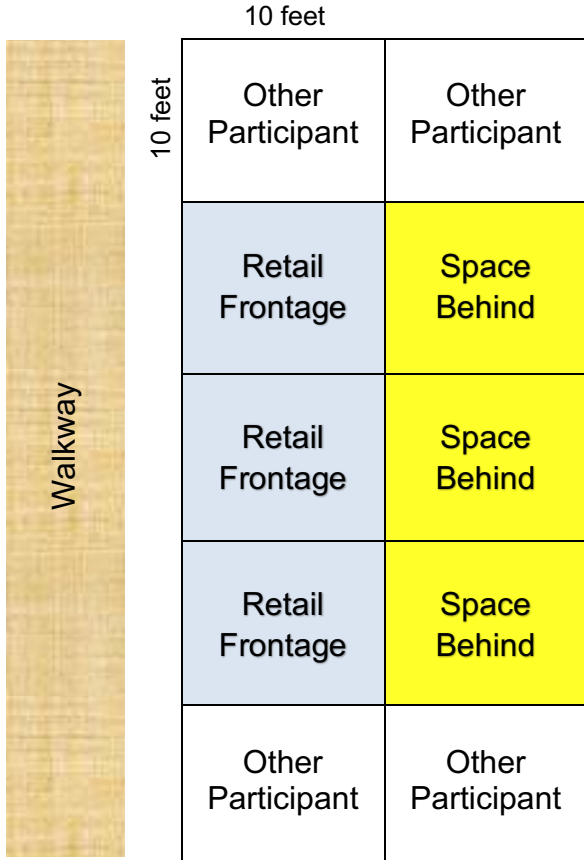 10 feet
10 feet
Walkway
Other
Participant
Other
Participant
Retail
Frontage
Space
Behind
Retail
Frontage
Space
Behind
Retail
Frontage
Space
Behind
Other
Participant
Other
Participant